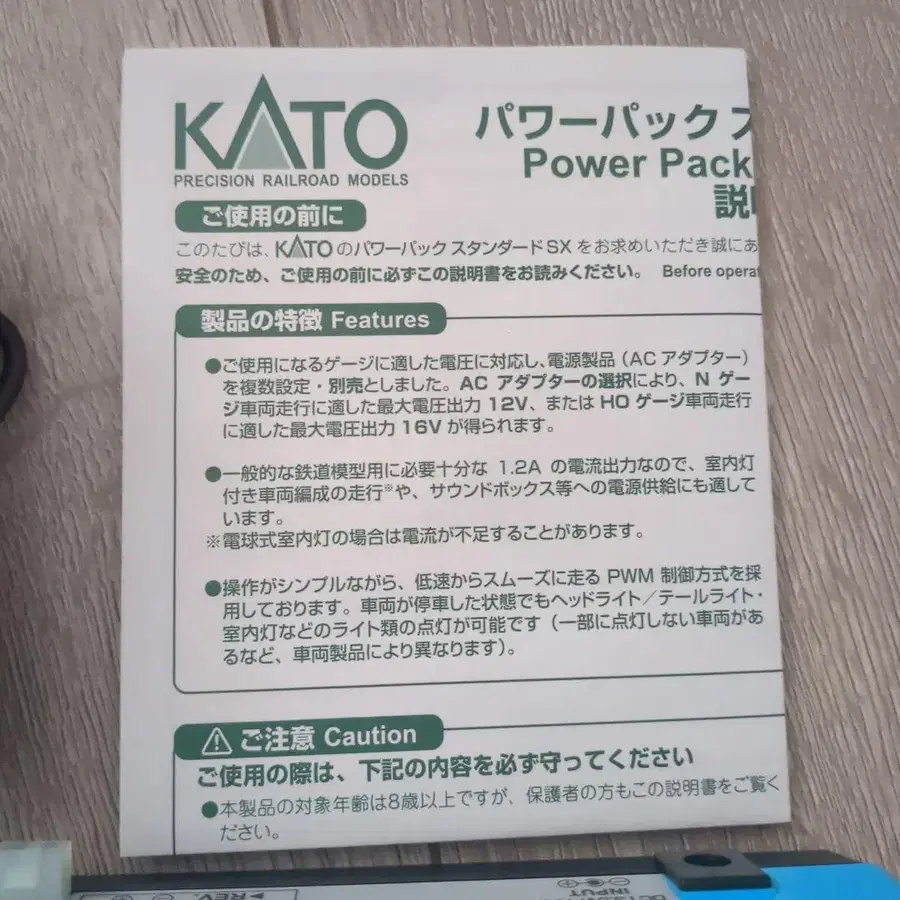 KATO
PRECISION RAILROAD MODELS
パワーパック
Power Pack
ご使用の前に
このたびは、KATOのパワーパック スタンダードSX をお求めいただき誠にあ
安全のため、ご使用の前に必ずこの説明書をお読みください。 Before
製品の特徴 Features
●ご使用になるゲージに適した電圧に対応し、電源製品（AC アダプター）
を複数設定・別売としました。AC アダプターの選択により、N ゲー
ジ車両走行に適した最大電圧出力 12V、または HO ゲージ車両走行
に適した最大電圧出力 16V が得られます。
●一般的な鉄道模型用に必要十分な 1.2A の電流出力なので、室内灯
付き車両編成の走行※や、サウンドボックス等への電源供給にも適して
います。
※電球式室内灯の場合は電流が不足することがあります。
●操作がシンプルながら、低速からスムーズに走る PWM 制御方式を採
用しております。車両が停車した状態でもヘッドライト／テールライト・
室内灯などのライト類の点灯が可能です（一部に点灯しない車両があ
るなど、車両製品により異なります）。
⚠ ご注意 Caution
ご使用の際は、下記の内容を必ず守ってください
●本製品の対象年齢は8歳以上ですが、保護者の方もこの説明書をご覧く
ださい。
REV.
INPUT